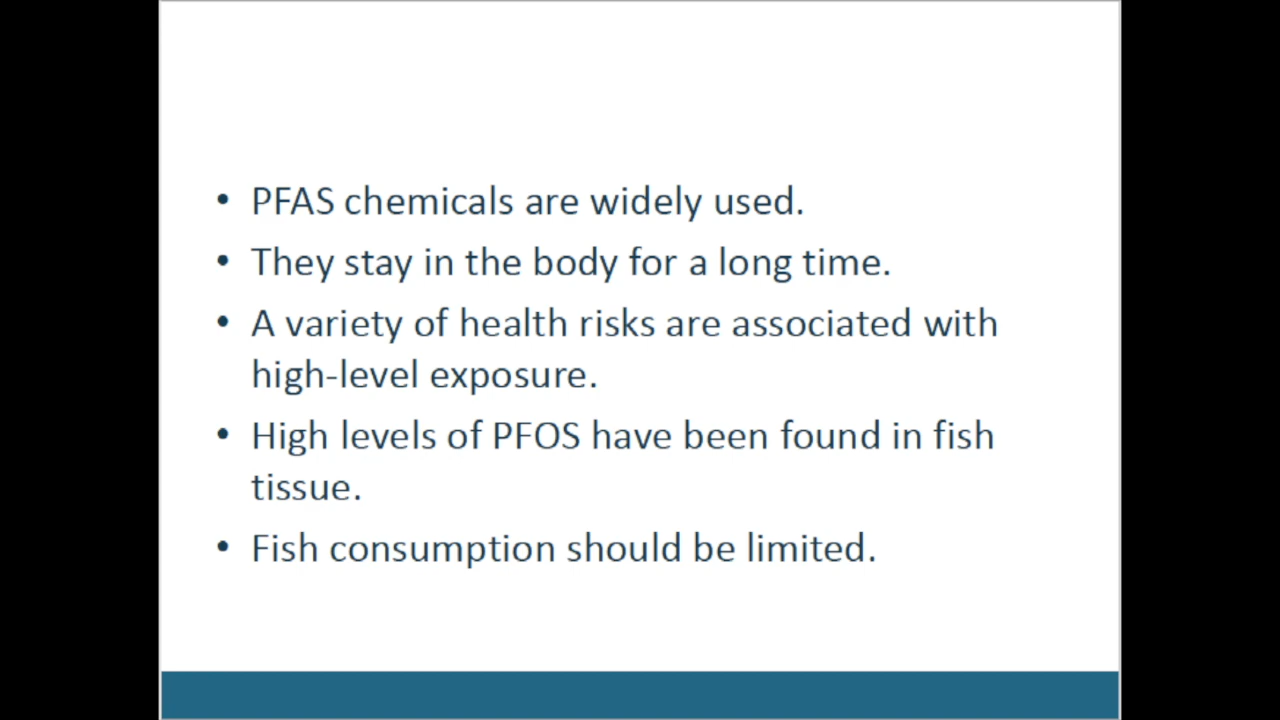 • PFAS chemicals are widely used.
• They stay in the body for a long time.
• A variety of health risks are associated with
high-level exposure.
• High levels of PFOS have been found in fish
tissue.
• Fish consumption should be limited.